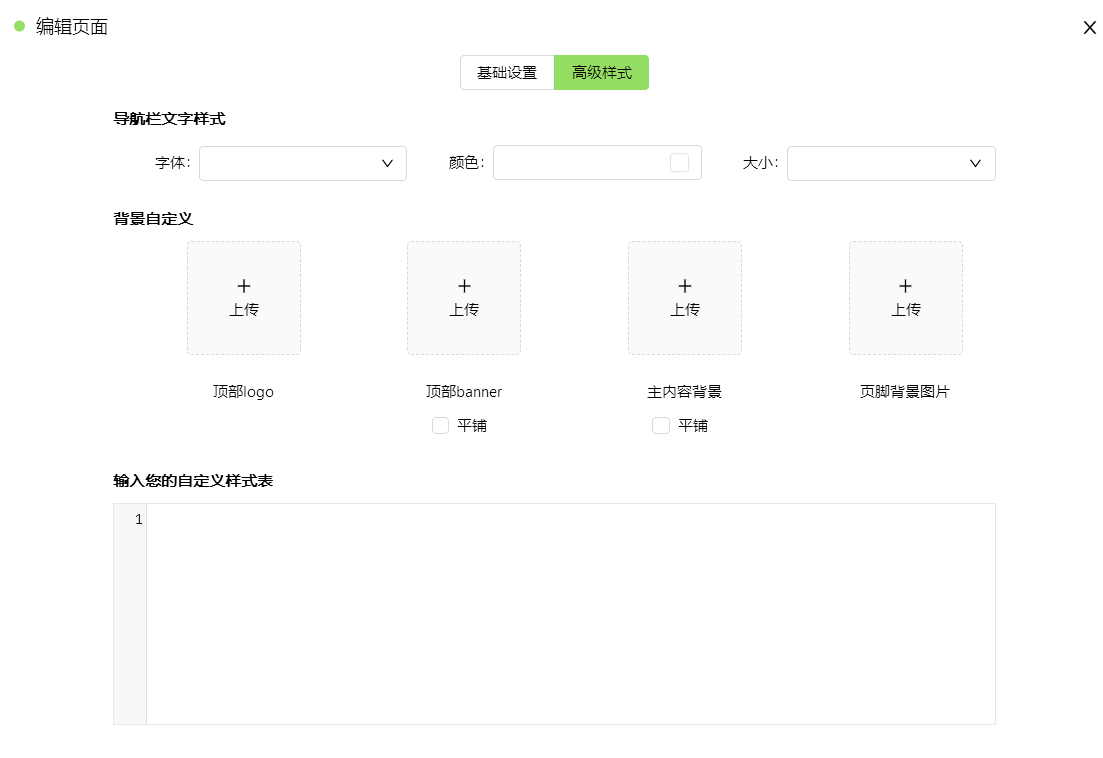 编辑页面
基础设置 高级样式
导航栏文字样式
字体: 颜色: 大小:
背景自定义
上传 上传 上传 上传
顶部logo 顶部banner 主内容背景 页脚背景图片
平铺 平铺
输入您的自定义样式表
1